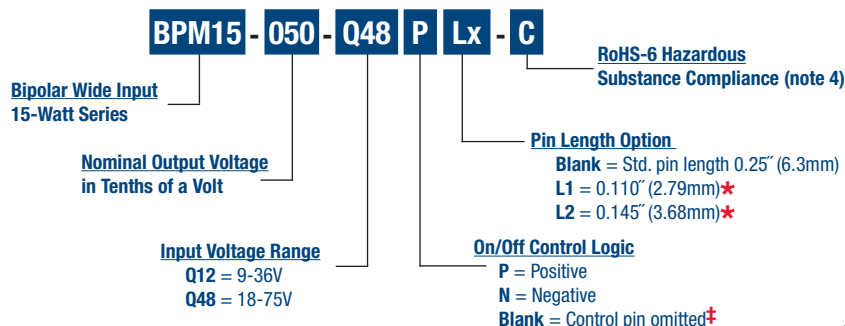 BPM15 - 050 - Q48 P Lx - C
RoHS-6 Hazardous
Substance Compliance (note 4)
Bipolar Wide Input
15-Watt Series
Pin Length Option
Blank = Std. pin length 0.25˝ (6.3mm)
L1 = 0.110˝ (2.79mm)*
L2 = 0.145˝ (3.68mm)*
Nominal Output Voltage
in Tenths of a Volt
Input Voltage Range
Q12 = 9-36V
Q48 = 18-75V
On/Off Control Logic
P = Positive
N = Negative
Blank = Control pin omitted‡